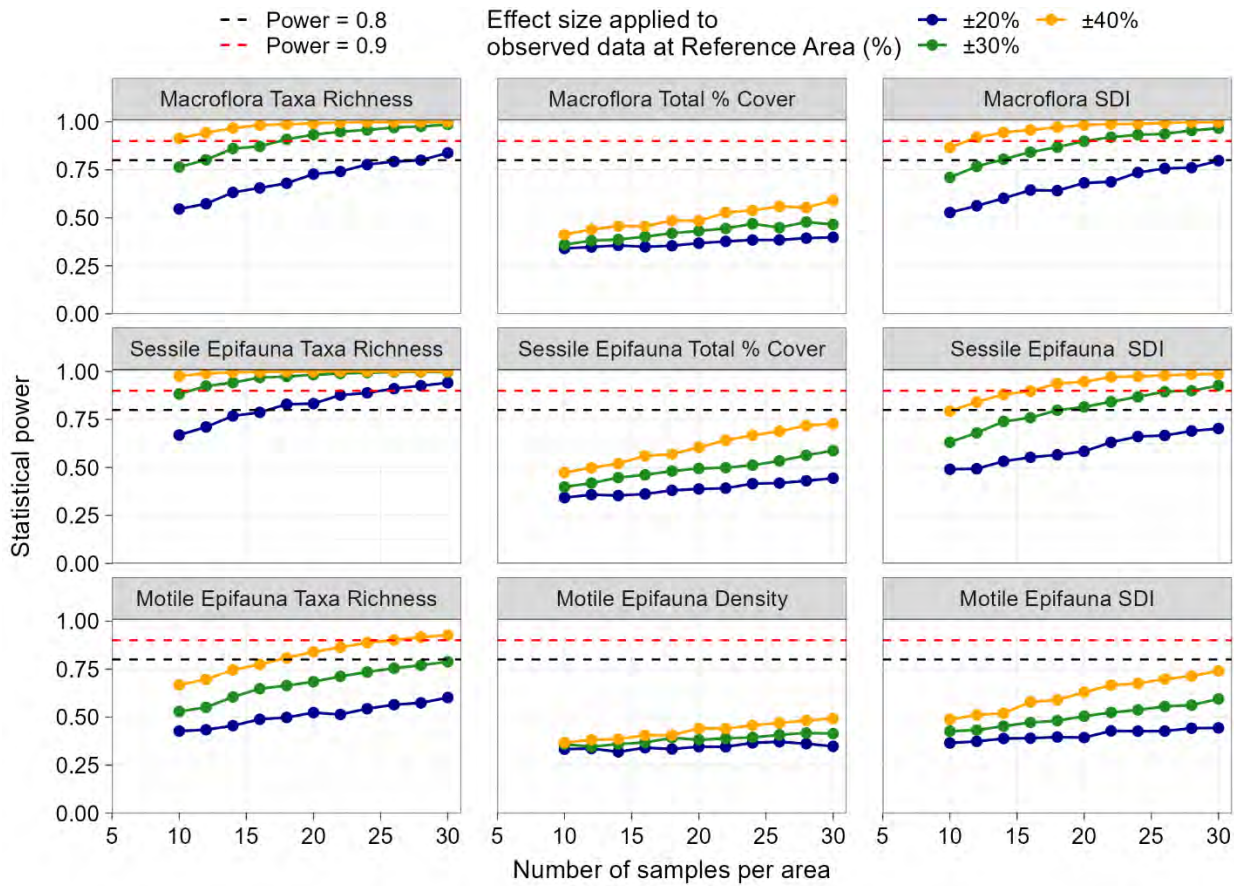 Power = 0.8
Power = 0.9
Effect size applied to
observed data at Reference Area (%)
±20%
±40%
±30%
Macroflora Taxa Richness
Macroflora Total % Cover
Macroflora SDI
1.00
0.75
0.50
0.25
0.00
Sessile Epifauna Taxa Richness
Sessile Epifauna Total % Cover
Sessile Epifauna  SDI
1.00
0.75
0.50
0.25
0.00
Motile Epifauna Taxa Richness
Motile Epifauna Density
Motile Epifauna SDI
1.00
0.75
0.50
0.25
0.00
Statistical power
5 10 15 20 25 30
5 10 15 20 25 30
5 10 15 20 25 30
Number of samples per area